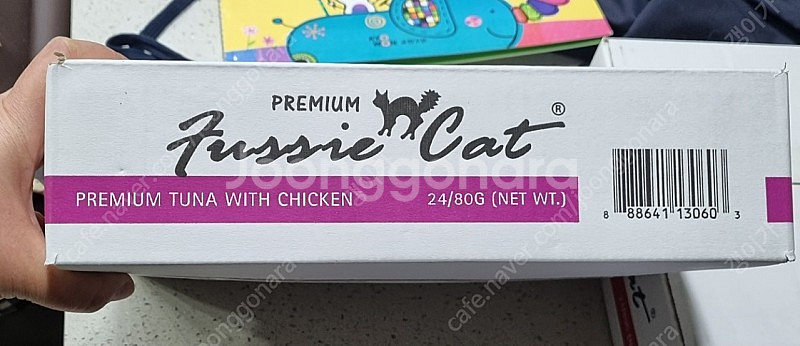 PREMIUM
Fussie Cat®
PREMIUM TUNA WITH CHICKEN 24/80G (NET WT.)
8 88641 13060 3
Joonggonara
cafe.naver.com/joonggonara